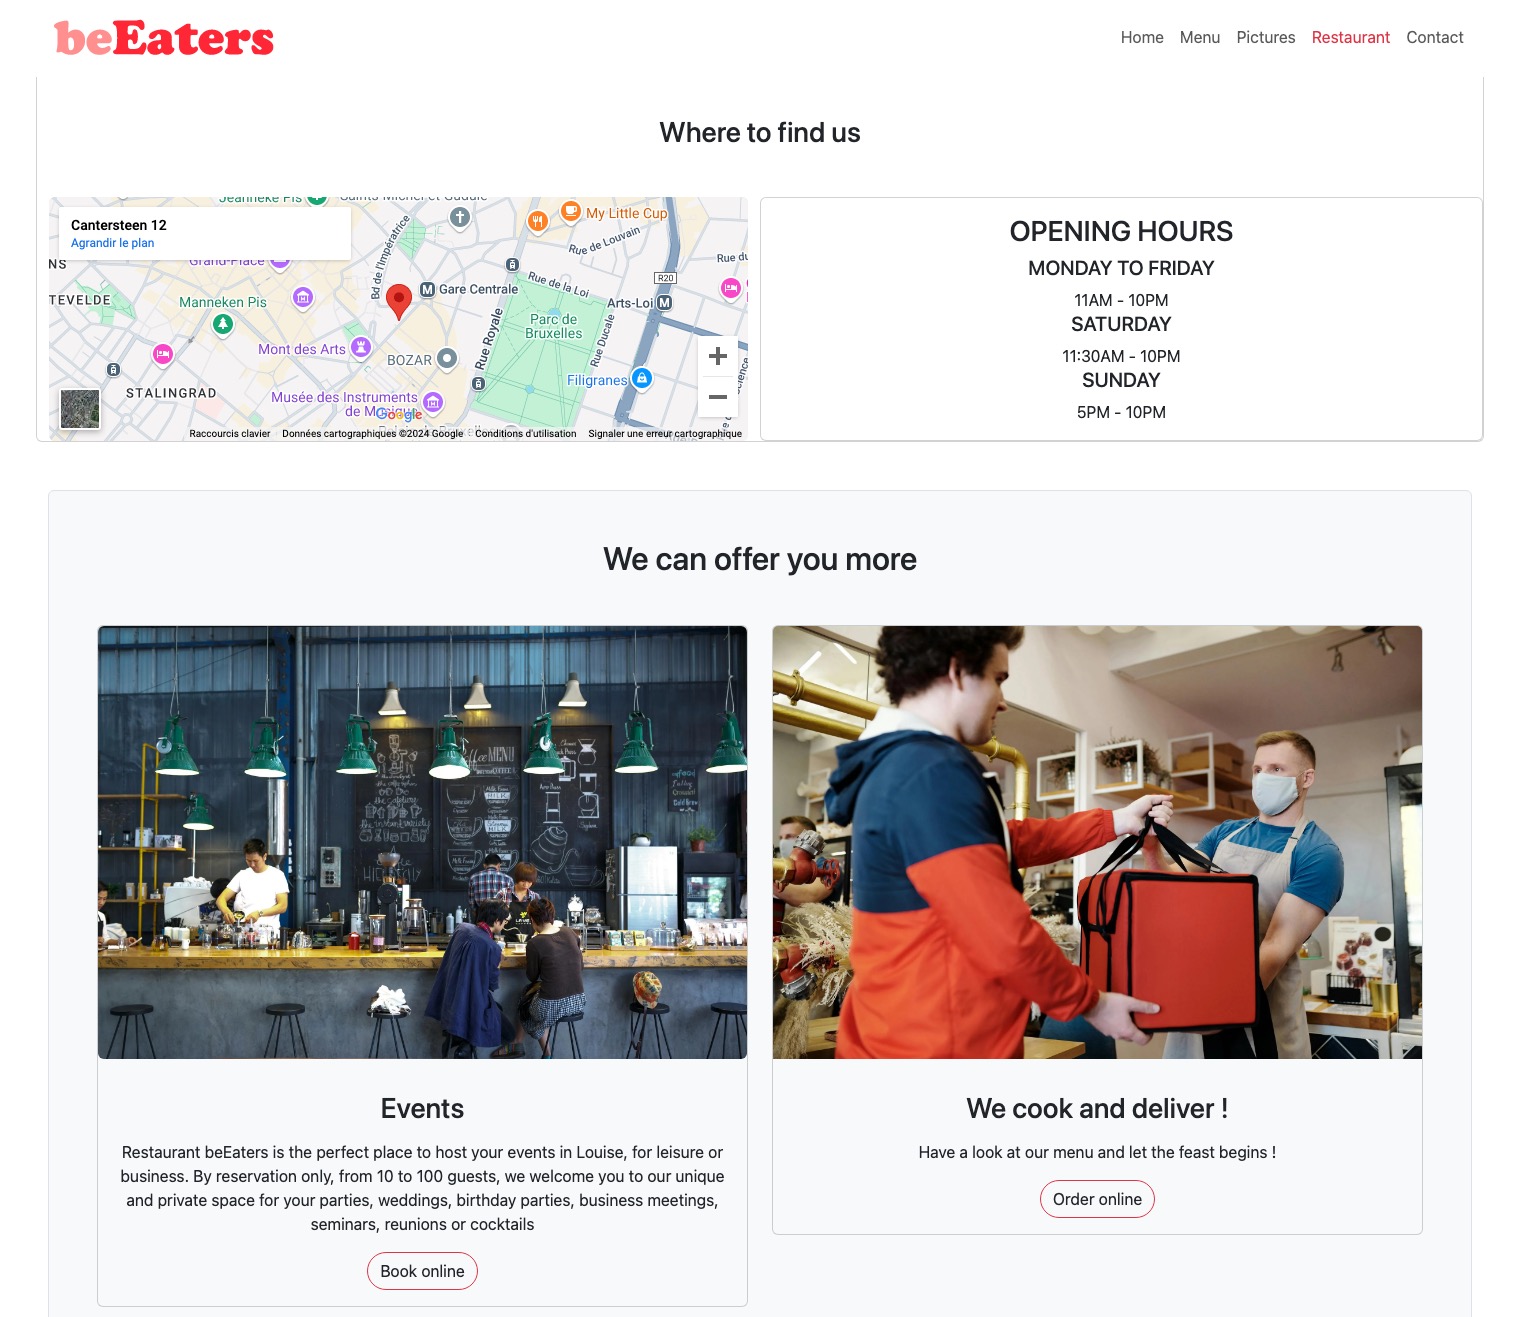 beEaters
Home Menu Pictures Restaurant Contact
Where to find us
Cantersteen 12
Agrandir le plan
Jeanneke Pis
My Little Cup
Rue de Louvain
Bd de l'Impératrice
Grand-Place
R20
Rue du
Manneken Pis
M Gare Centrale
Rue de la Loi
Arts-Loi M
TEVELDE
Parc de
Bruxelles
Rue Royale
Rue Ducale
Mont des Arts
BOZAR
Filigranes
STALINGRAD
Musée des Instruments
de Musique
Google
Raccourcis clavier Données cartographiques ©2024 Google Conditions d'utilisation Signaler une erreur cartographique
OPENING HOURS
MONDAY TO FRIDAY
11AM - 10PM
SATURDAY
11:30AM - 10PM
SUNDAY
5PM - 10PM
We can offer you more
Coffee MENU
Events
Restaurant beEaters is the perfect place to host your events in Louise, for leisure or
business. By reservation only, from 10 to 100 guests, we welcome you to our unique
and private space for your parties, weddings, birthday parties, business meetings,
seminars, reunions or cocktails
Book online
We cook and deliver !
Have a look at our menu and let the feast begins !
Order online